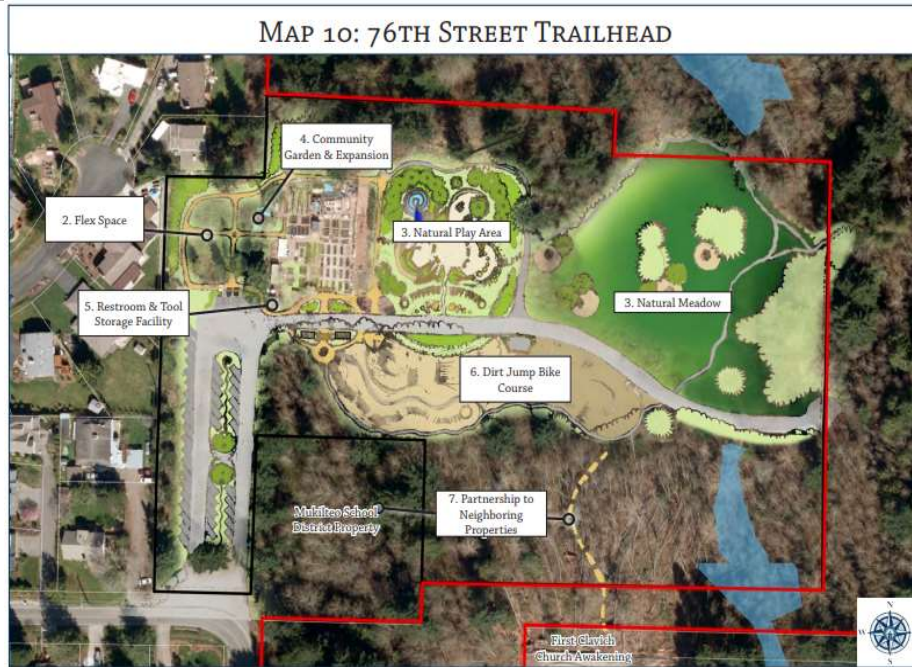 MAP 10: 76TH STREET TRAILHEAD
4. Community
Garden & Expansion
2. Flex Space
3. Natural Play Area
5. Restroom & Tool
Storage Facility
3. Natural Meadow
6. Dirt Jump Bike
Course
7. Partnership to
Neighboring
Properties
Mukilteo School
District Property
First Clavich
Church Awakening
N
W
N